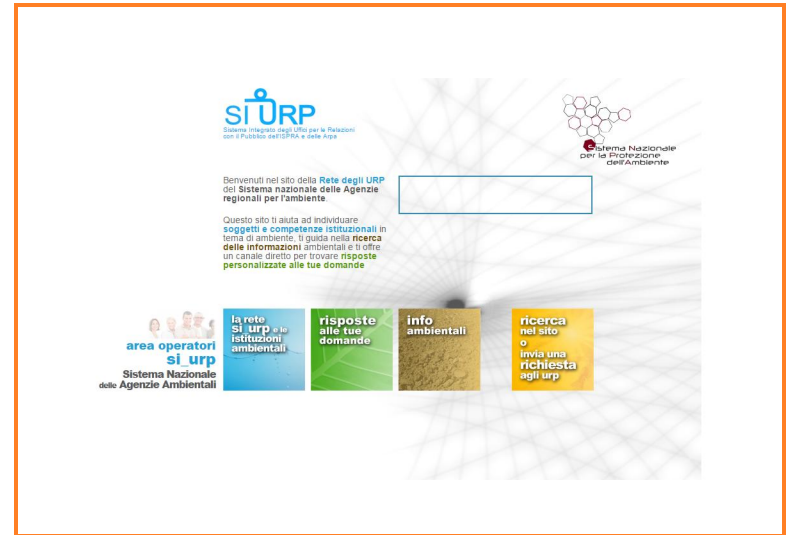 si URP
Sistema integrato degli Uffici per le Relazioni
con il Pubblico dell'ISPRA e delle Arpa
Sistema Nazionale
per la Protezione
dell'Ambiente
Benvenuti nel sito della Rete degli URP
del Sistema nazionale delle Agenzie
regionali per l'ambiente.
Questo sito ti aiuta ad individuare
soggetti e competenze istituzionali in
tema di ambiente, ti guida nella ricerca
delle informazioni ambientali e ti offre
un canale diretto per trovare risposte
personalizzate alle tue domande
area operatori
si_urp
Sistema Nazionale
delle Agenzie Ambientali
la rete
si_urp e le
istituzioni
ambientali
risposte
alle tue
domande
info
ambientali
ricerca
nel sito
o
invia una
richiesta
agli urp